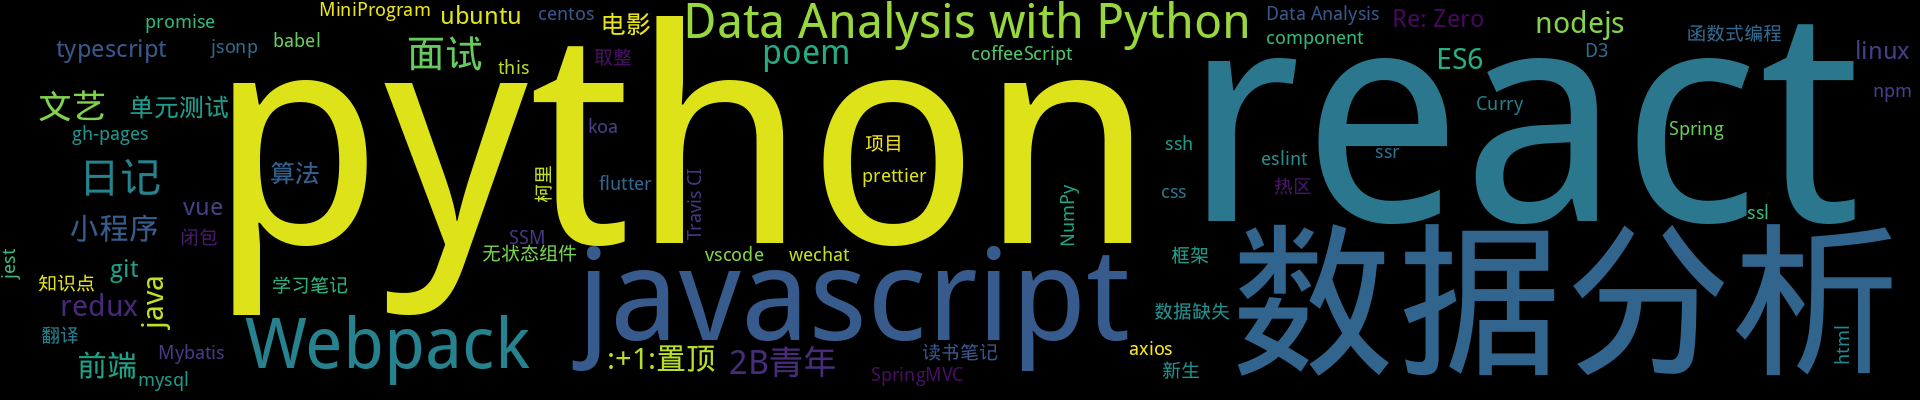 promise
MiniProgram
ubuntu
centos
电影
Data Analysis with Python
Data Analysis
Re: Zero
nodejs
函数式编程
typescript
jsonp
babel
面试
this
取整
poem
coffeeScript
component
ES6
D3
linux
npm
文艺
单元测试
gh-pages
python
react
koa
项目
prettier
ssh
eslint
ssr
Curry
Spring
日记
算法
柯里
flutter
Travis CI
NumPy
css
热区
ssl
小程序
vue
闭包
SSM
无状态组件
vscode
wechat
框架
jest
知识点
git
java
学习笔记
javascript
数据分析
redux
翻译
Webpack
数据缺失
html
前端
Mybatis
mysql
:+1:置顶
2B青年
读书笔记
SpringMVC
axios
新生